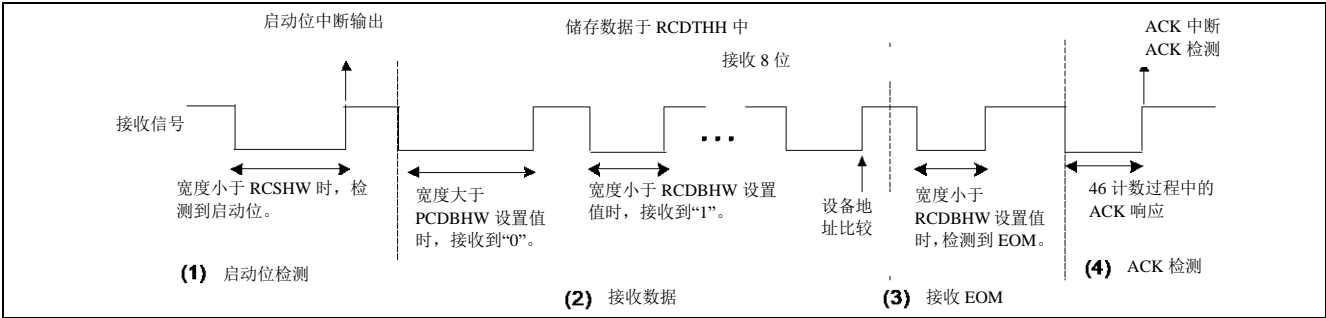 启动位中断输出
储存数据于 RCDTHH 中
ACK 中断
ACK 检测
接收 8 位
接收信号
...
宽度小于 RCSHW 时，检
测到启动位。
宽度大于
PCDBHW 设置值
时，接收到“0”。
宽度小于 RCDBHW 设置
值时，接收到“1”。
设备地
址比较
宽度小于
RCDBHW 设置值
时，检测到 EOM。
46 计数过程中的
ACK 响应
(1) 启动位检测
(2) 接收数据
(3) 接收 EOM
(4) ACK 检测